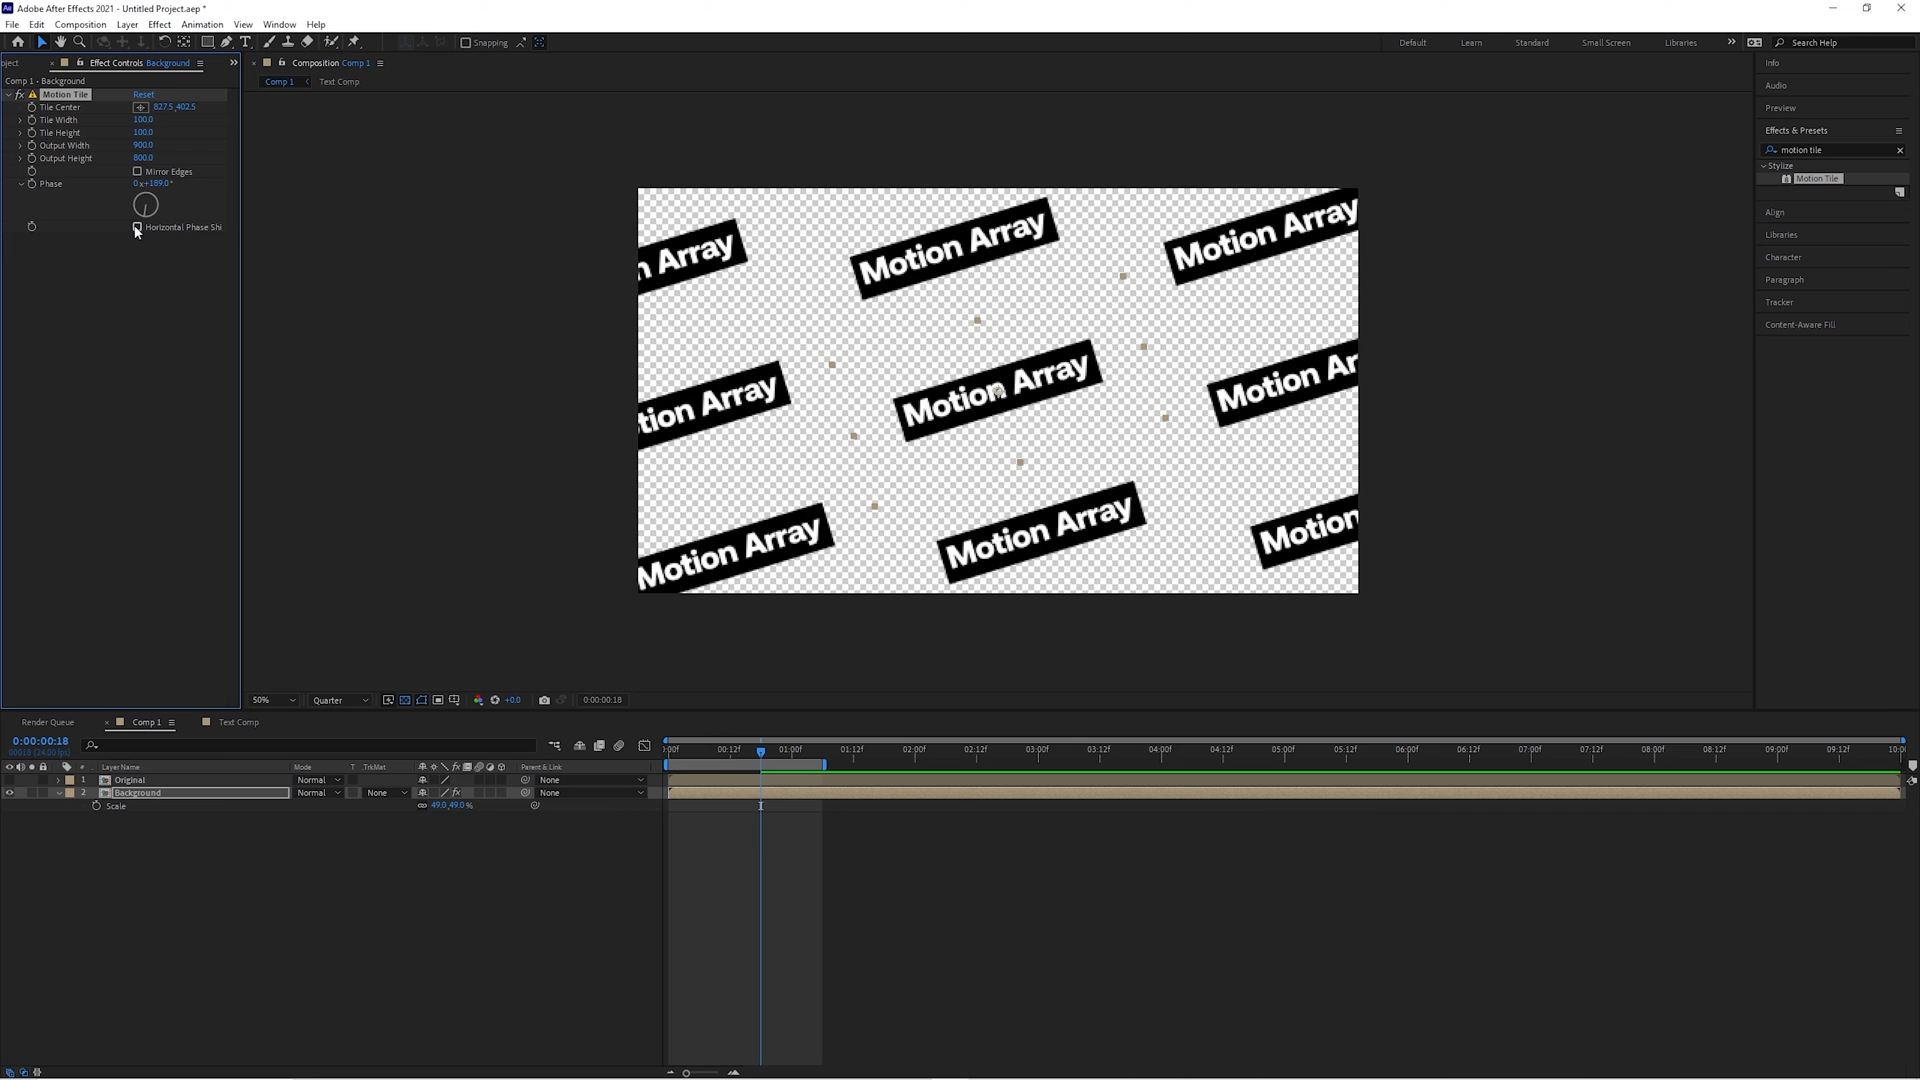 Adobe After Effects 2021 - Untitled Project.aep *
File Edit Composition Layer Effect Animation View Window Help
Snapping Default Learn Standard Small Screen Libraries Search Help
oject Effect Controls Background
Composition Comp 1
Comp 1 · Background
Comp 1 Text Comp
fx Motion Tile Reset
Tile Center 827.5,402.5
Tile Width 100.0
Tile Height 100.0
Output Width 900.0
Output Height 800.0
Mirror Edges
Phase 0x+189.0°
Horizontal Phase Shi
n Array
Motion Array
Motion Array
tion Array
Motion Array
Motion Ar
Motion Array
Motion Array
Motion
Info
Audio
Preview
Effects & Presets
motion tile
Stylize
Motion Tile
Align
Libraries
Character
Paragraph
Tracker
Content-Aware Fill
50% Quarter +0.0 0:00:00:18
Render Queue Comp 1 Text Comp
0:00:00:18
00018 (24.00 fps)
:00f 00:12f 01:00f 01:12f 02:00f 02:12f 03:00f 03:12f 04:00f 04:12f 05:00f 05:12f 06:00f 06:12f 07:00f 07:12f 08:00f 08:12f 09:00f 09:12f 10:0
# Layer Name Mode T .TrkMat Parent & Link
1 Original Normal None
2 Background Normal None None
Scale 49.0,49.0 %